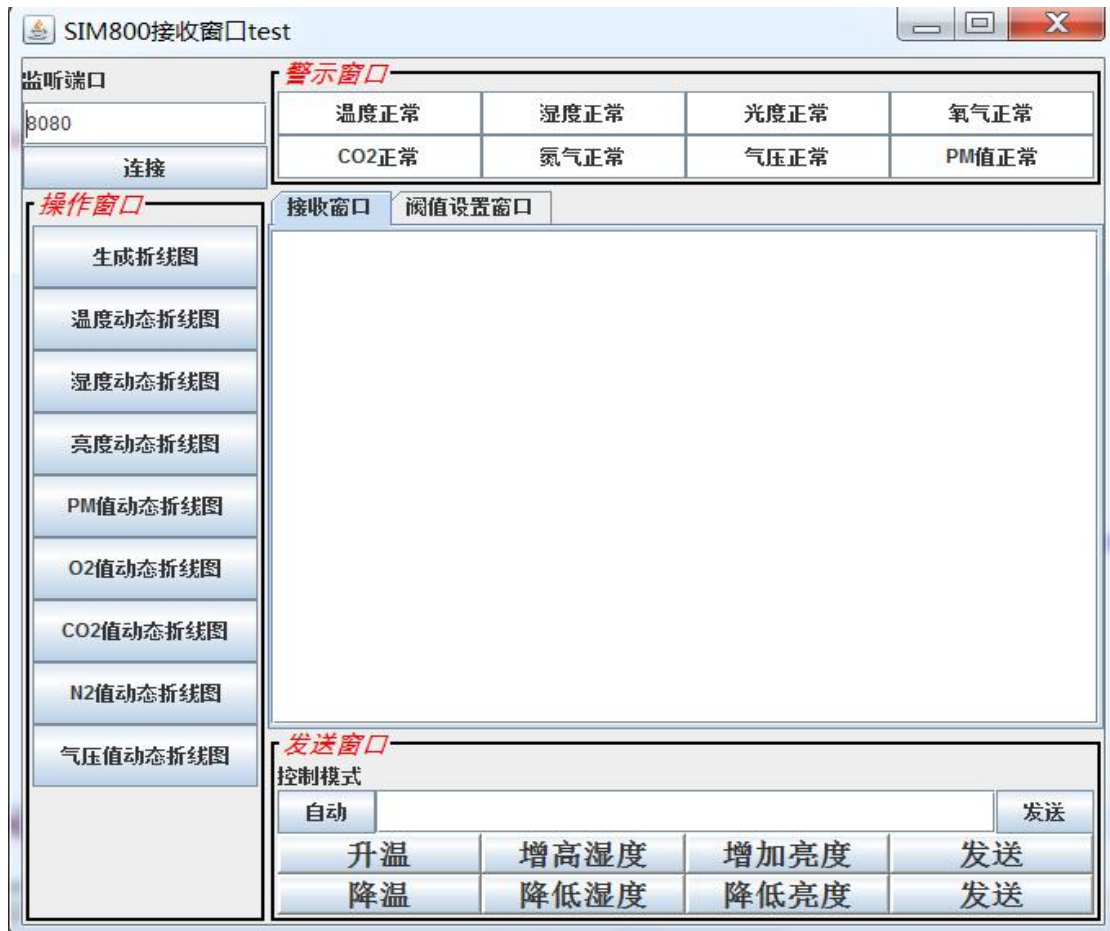 SIM800接收窗口test
监听端口
8080
连接
警示窗口
温度正常 湿度正常 光度正常 氧气正常
CO2正常 氮气正常 气压正常 PM值正常
操作窗口
生成折线图
温度动态折线图
湿度动态折线图
亮度动态折线图
PM值动态折线图
O2值动态折线图
CO2值动态折线图
N2值动态折线图
气压值动态折线图
接收窗口 阀值设置窗口
发送窗口
控制模式
自动 发送
升温 增高湿度 增加亮度 发送
降温 降低湿度 降低亮度 发送